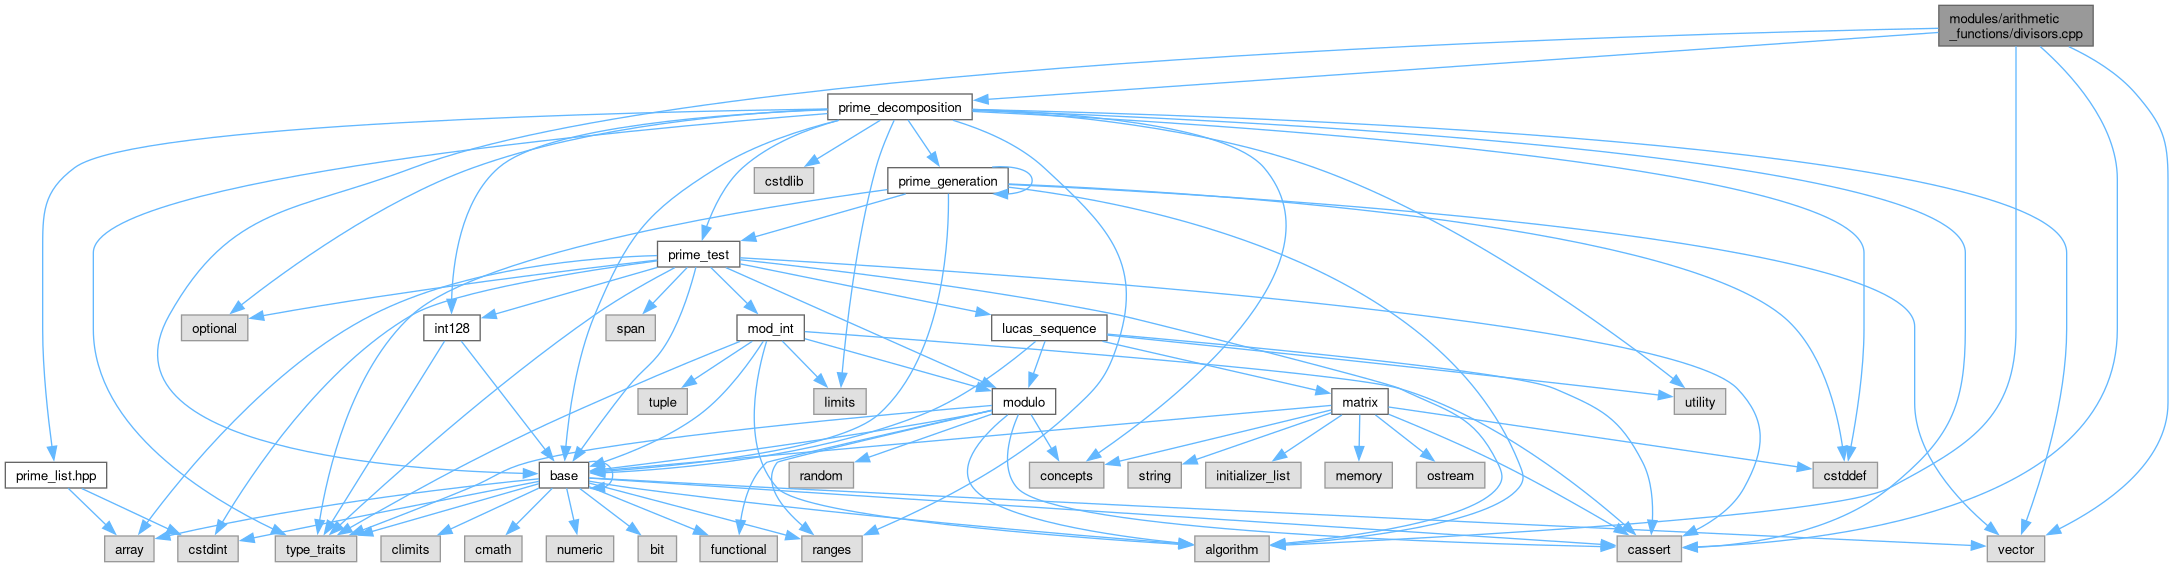 modules/arithmetic
_functions/divisors.cpp
prime_decomposition
cstdlib
prime_generation
prime_test
optional
int128
span
mod_int
lucas_sequence
tuple
limits
modulo
matrix
utility
prime_list.hpp
base
random
concepts
string
initializer_list
memory
ostream
cstddef
array
cstdint
type_traits
climits
cmath
numeric
bit
functional
ranges
algorithm
cassert
vector